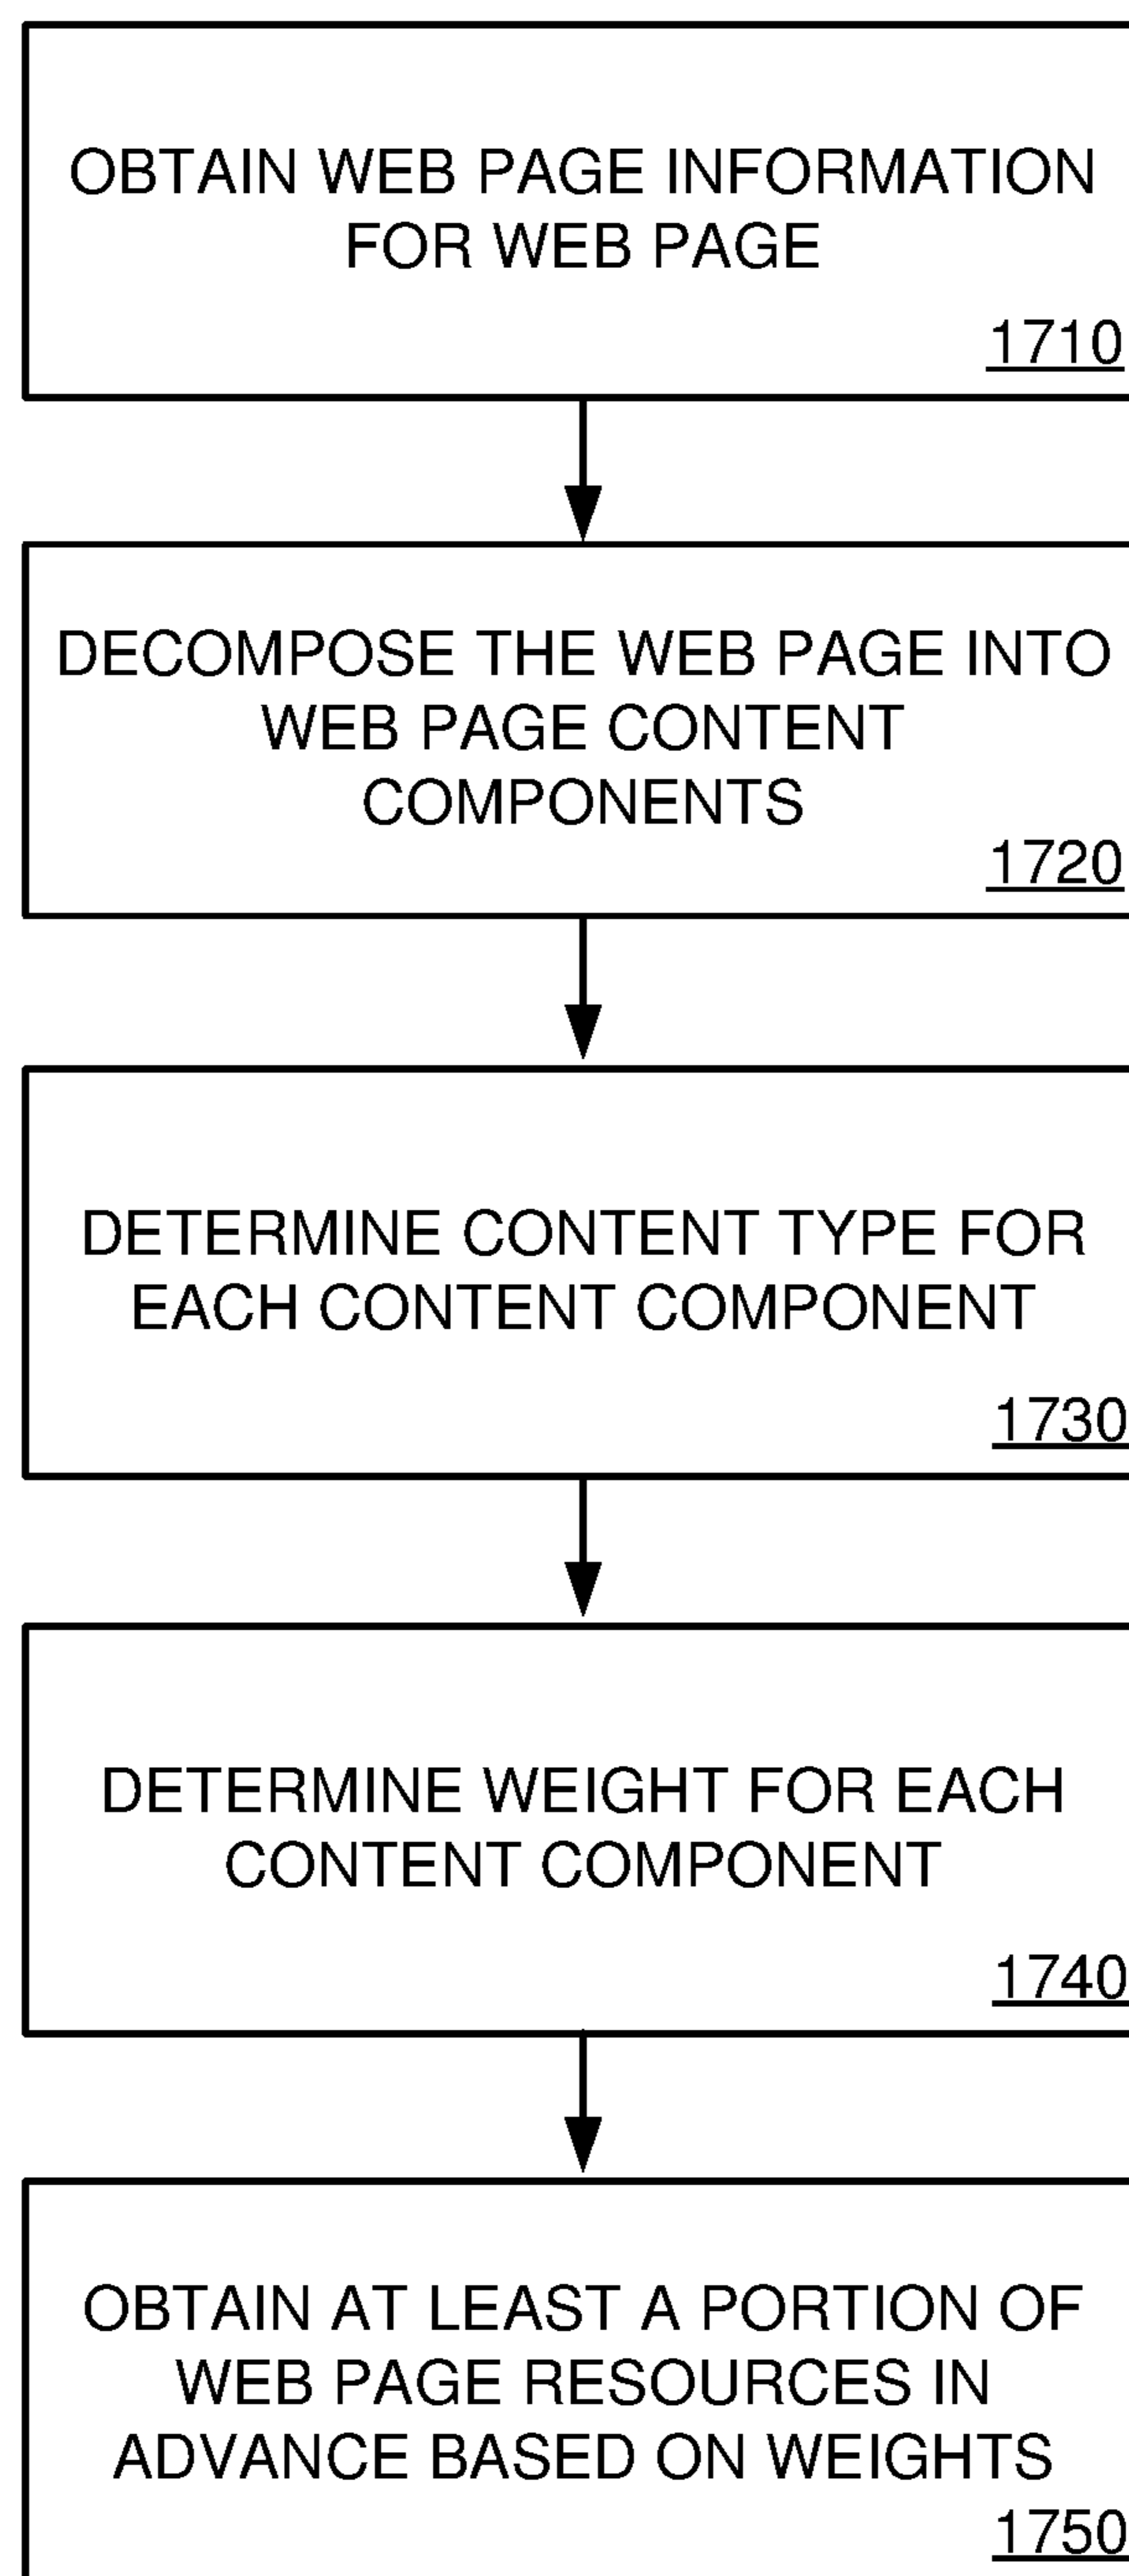 OBTAIN WEB PAGE INFORMATION
FOR WEB PAGE
1710
DECOMPOSE THE WEB PAGE INTO
WEB PAGE CONTENT
COMPONENTS
1720
DETERMINE CONTENT TYPE FOR
EACH CONTENT COMPONENT
1730
DETERMINE WEIGHT FOR EACH
CONTENT COMPONENT
1740
OBTAIN AT LEAST A PORTION OF
WEB PAGE RESOURCES IN
ADVANCE BASED ON WEIGHTS
1750